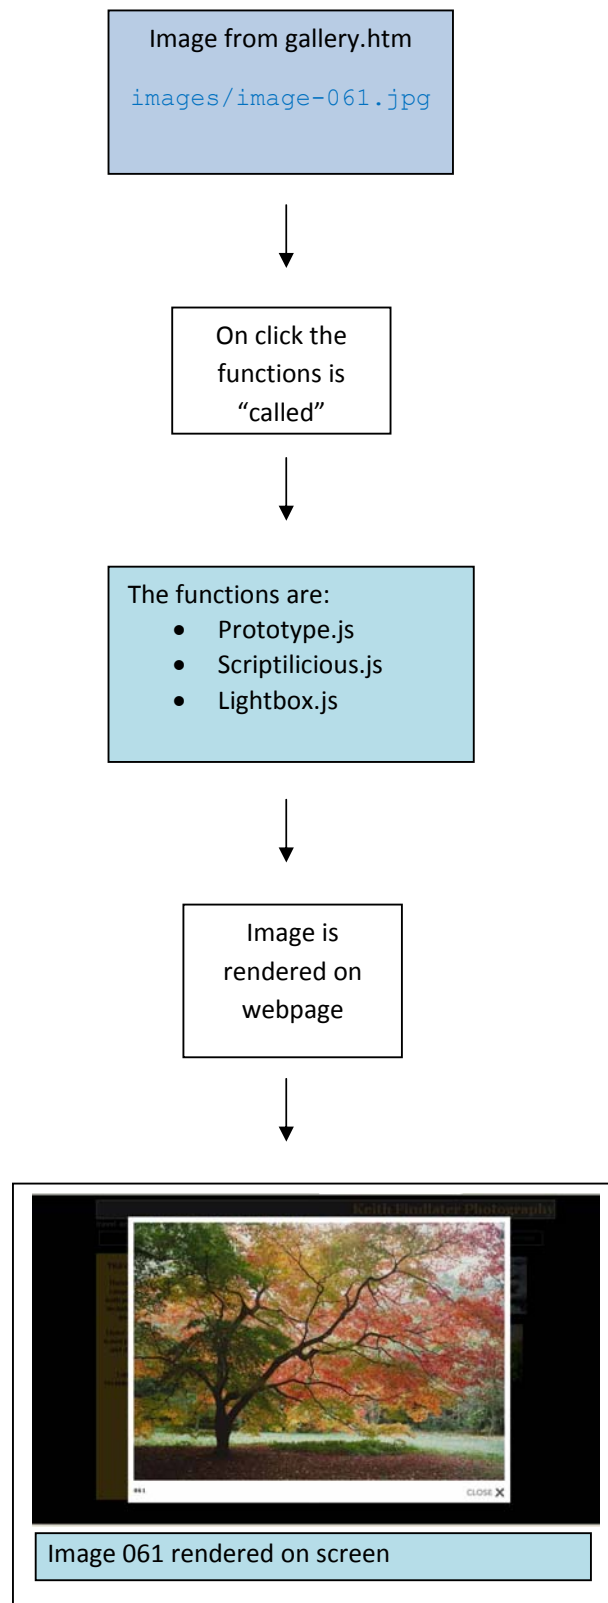 Image from gallery.htm
images/image-061.jpg
On click the
functions is
“called”
The functions are:
• Prototype.js
• Scriptilicious.js
• Lightbox.js
Image is
rendered on
webpage
Keith Findlater Photography
061
CLOSE X
Image 061 rendered on screen